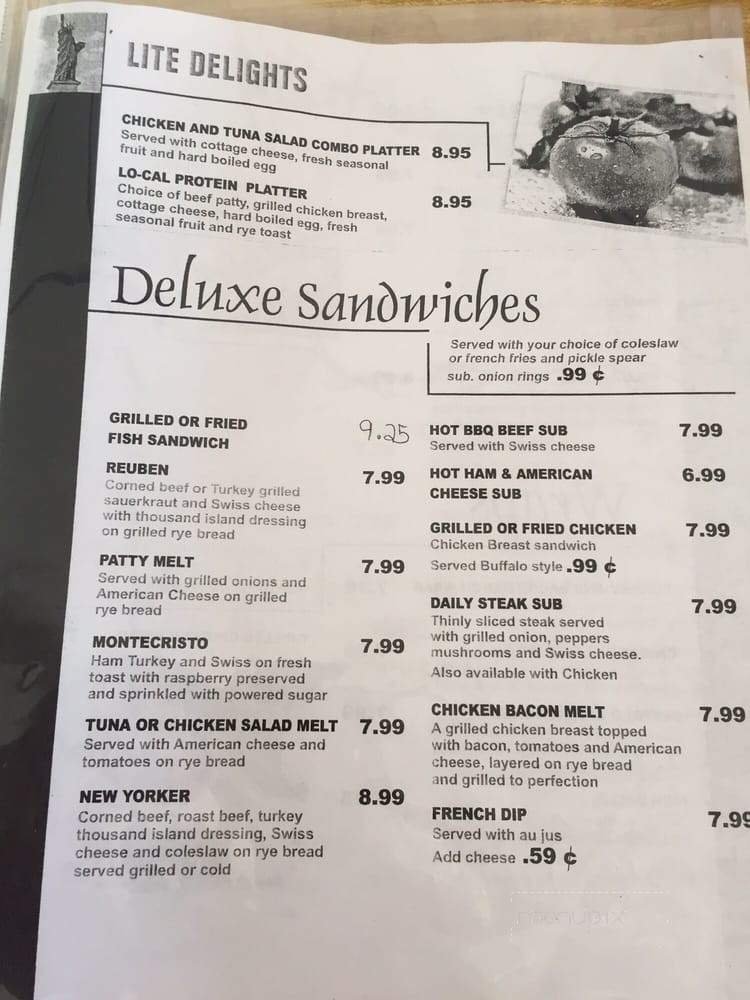 LITE DELIGHTS
CHICKEN AND TUNA SALAD COMBO PLATTER 8.95
Served with cottage cheese, fresh seasonal
fruit and hard boiled egg
LO-CAL PROTEIN PLATTER 8.95
Choice of beef patty, grilled chicken breast,
cottage cheese, hard boiled egg, fresh
seasonal fruit and rye toast
Deluxe Sandwiches
Served with your choice of coleslaw
or french fries and pickle spear
sub. onion rings .99 ¢
GRILLED OR FRIED
FISH SANDWICH 9.25
REUBEN 7.99
Corned beef or Turkey grilled
sauerkraut and Swiss cheese
with thousand island dressing
on grilled rye bread
PATTY MELT 7.99
Served with grilled onions and
American Cheese on grilled
rye bread
MONTECRISTO 7.99
Ham Turkey and Swiss on fresh
toast with raspberry preserved
and sprinkled with powered sugar
TUNA OR CHICKEN SALAD MELT 7.99
Served with American cheese and
tomatoes on rye bread
NEW YORKER 8.99
Corned beef, roast beef, turkey
thousand island dressing, Swiss
cheese and coleslaw on rye bread
served grilled or cold
HOT BBQ BEEF SUB 7.99
Served with Swiss cheese
HOT HAM & AMERICAN 6.99
CHEESE SUB
GRILLED OR FRIED CHICKEN 7.99
Chicken Breast sandwich
Served Buffalo style .99 ¢
DAILY STEAK SUB 7.99
Thinly sliced steak served
with grilled onion, peppers
mushrooms and Swiss cheese.
Also available with Chicken
CHICKEN BACON MELT 7.99
A grilled chicken breast topped
with bacon, tomatoes and American
cheese, layered on rye bread
and grilled to perfection
FRENCH DIP 7.99
Served with au jus
Add cheese .59 ¢